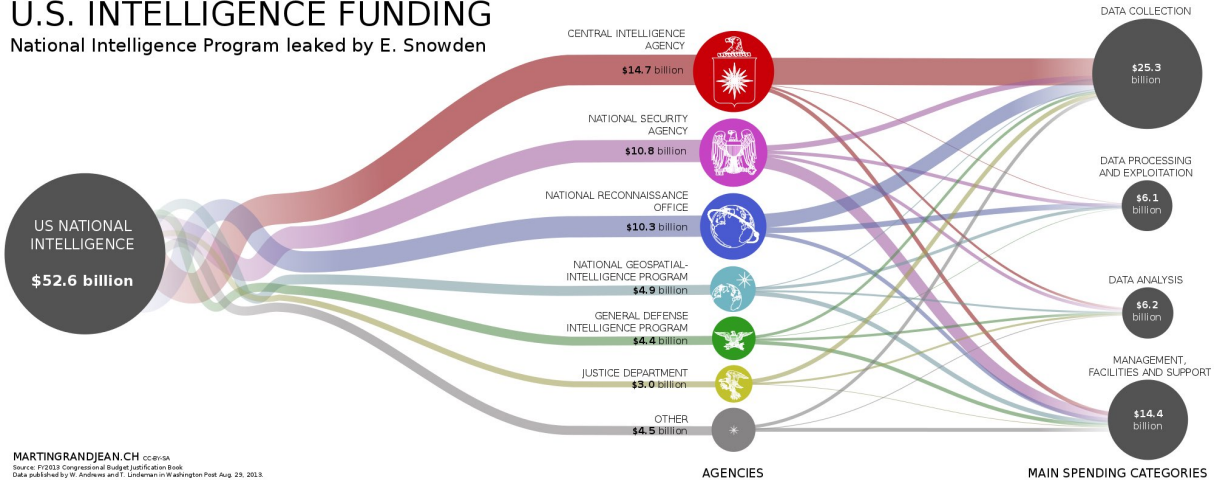 U.S. INTELLIGENCE FUNDING
National Intelligence Program leaked by E. Snowden
US NATIONAL
INTELLIGENCE
$52.6 billion
CENTRAL INTELLIGENCE
AGENCY
$14.7 billion
NATIONAL SECURITY
AGENCY
$10.8 billion
NATIONAL RECONNAISSANCE
OFFICE
$10.3 billion
NATIONAL GEOSPATIAL-
INTELLIGENCE PROGRAM
$4.9 billion
GENERAL DEFENSE
INTELLIGENCE PROGRAM
$4.4 billion
JUSTICE DEPARTMENT
$3.0 billion
OTHER
$4.5 billion
AGENCIES
DATA COLLECTION
$25.3
billion
DATA PROCESSING
AND EXPLOITATION
$6.1
billion
DATA ANALYSIS
$6.2
billion
MANAGEMENT,
FACILITIES AND SUPPORT
$14.4
billion
MAIN SPENDING CATEGORIES
MARTINGRANDJEAN.CH CC-BY-SA
Source: FY2013 Congressional Budget Justification Book
Data published by W. Andrews and T. Lindeman in Washington Post Aug. 29, 2013.